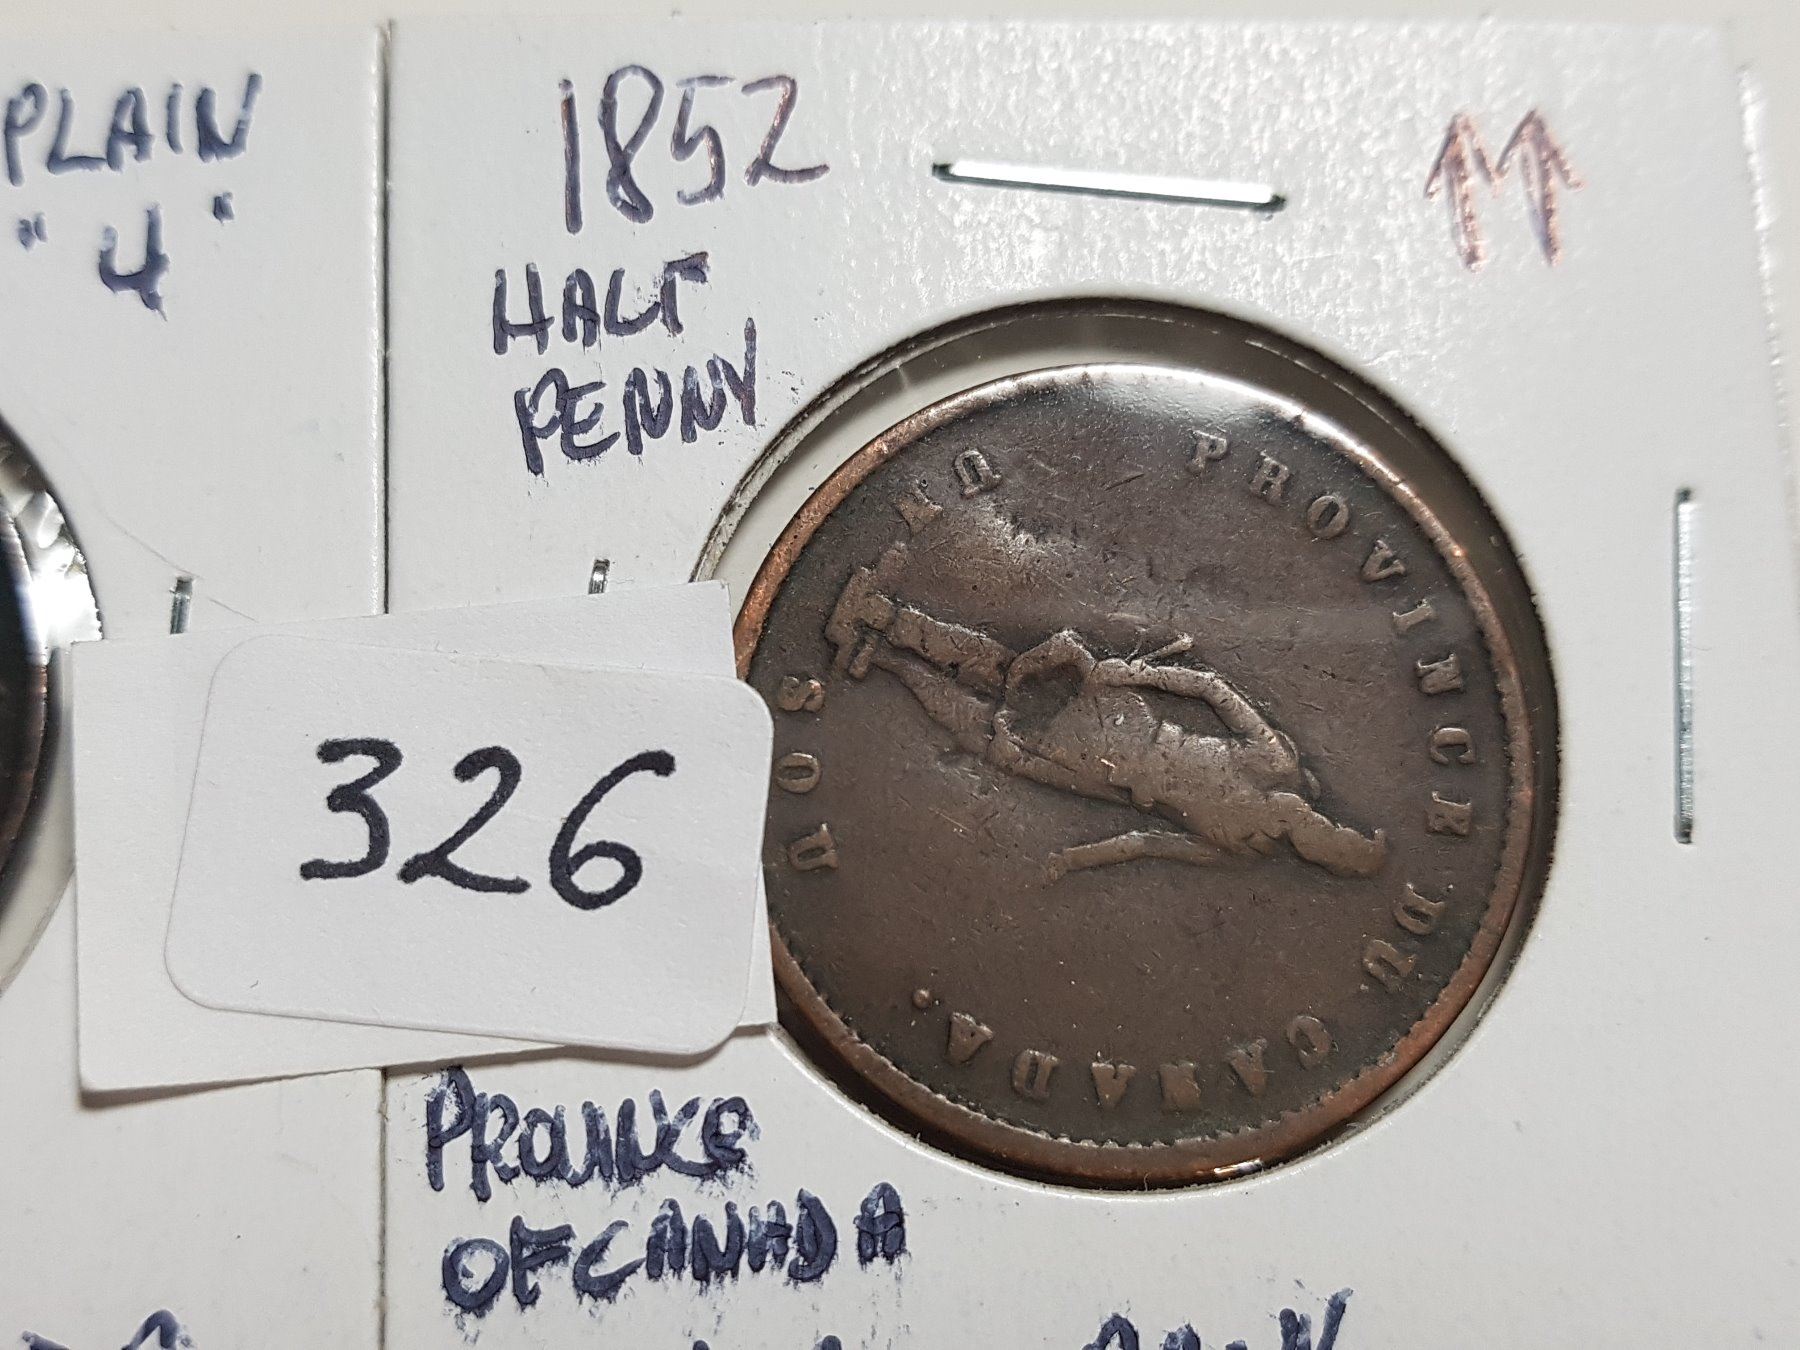 PLAIN
"4"
1852
HALF
PENNY
↑↑
326
PROVINCE DU CANADA.
UN SOU
PROVINCE
OF CANADA